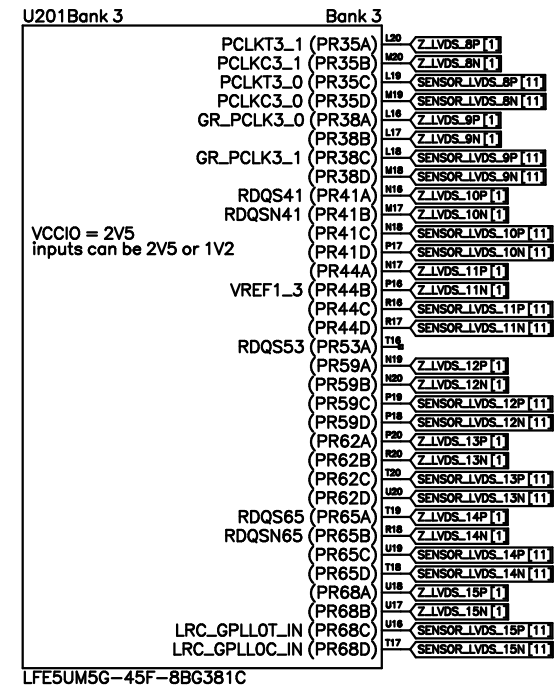 U201Bank 3 Bank 3
PCLKT3_1 (PR35A) L20 Z_LVDS_8P [1]
PCLKC3_1 (PR35B) M20 Z_LVDS_8N [1]
PCLKT3_0 (PR35C) L19 SENSOR_LVDS_8P [11]
PCLKC3_0 (PR35D) M19 SENSOR_LVDS_8N [11]
GR_PCLK3_0 (PR38A) L16 Z_LVDS_9P [1]
(PR38B) L17 Z_LVDS_9N [1]
GR_PCLK3_1 (PR38C) L18 SENSOR_LVDS_9P [11]
(PR38D) M18 SENSOR_LVDS_9N [11]
RDQS41 (PR41A) N16 Z_LVDS_10P [1]
RDQSN41 (PR41B) M17 Z_LVDS_10N [1]
VCCIO = 2V5 (PR41C) N18 SENSOR_LVDS_10P [11]
inputs can be 2V5 or 1V2 (PR41D) P17 SENSOR_LVDS_10N [11]
(PR44A) N17 Z_LVDS_11P [1]
VREF1_3 (PR44B) P16 Z_LVDS_11N [1]
(PR44C) R16 SENSOR_LVDS_11P [11]
(PR44D) R17 SENSOR_LVDS_11N [11]
RDQS53 (PR53A) T16
(PR59A) N19 Z_LVDS_12P [1]
(PR59B) N20 Z_LVDS_12N [1]
(PR59C) P19 SENSOR_LVDS_12P [11]
(PR59D) P18 SENSOR_LVDS_12N [11]
(PR62A) P20 Z_LVDS_13P [1]
(PR62B) R20 Z_LVDS_13N [1]
(PR62C) T20 SENSOR_LVDS_13P [11]
(PR62D) U20 SENSOR_LVDS_13N [11]
RDQS65 (PR65A) T19 Z_LVDS_14P [1]
RDQSN65 (PR65B) R18 Z_LVDS_14N [1]
(PR65C) U19 SENSOR_LVDS_14P [11]
(PR65D) T18 SENSOR_LVDS_14N [11]
(PR68A) U18 Z_LVDS_15P [1]
(PR68B) U17 Z_LVDS_15N [1]
LRC_GPLL0T_IN (PR68C) U16 SENSOR_LVDS_15P [11]
LRC_GPLL0C_IN (PR68D) T17 SENSOR_LVDS_15N [11]
LFE5UM5G-45F-8BG381C